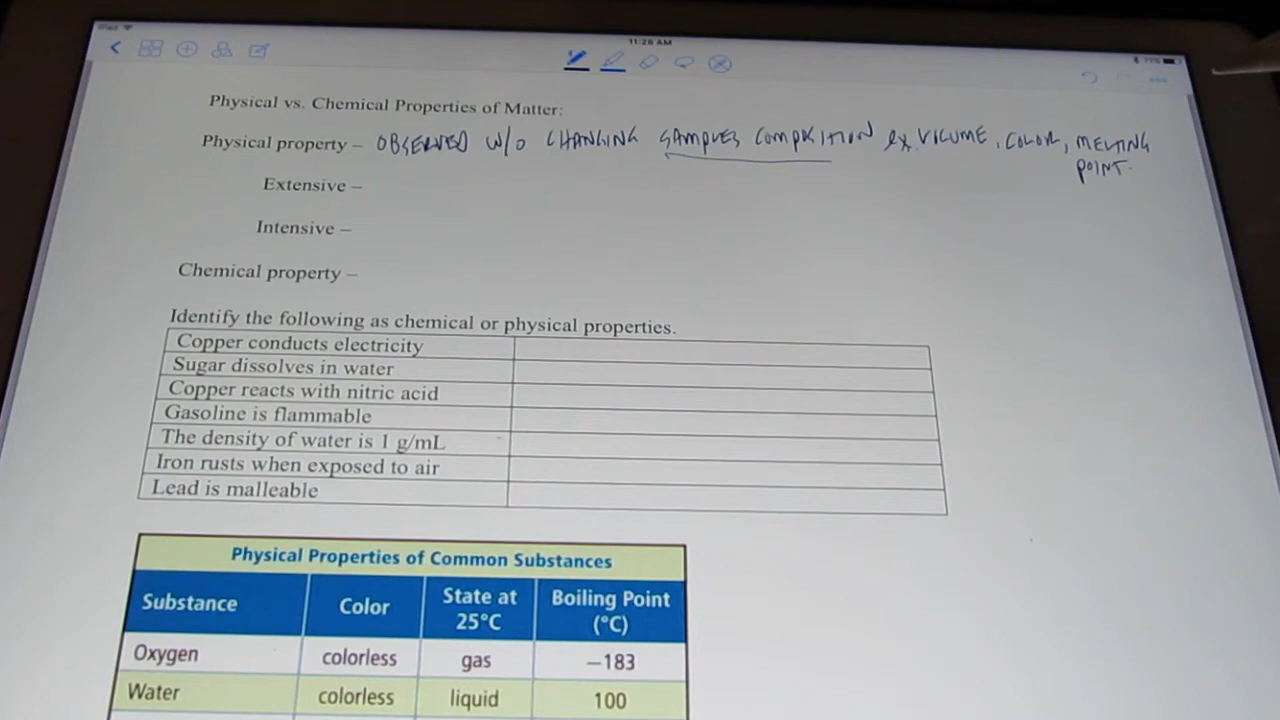 iPad
11:28 AM
77%
Physical vs. Chemical Properties of Matter:
Physical property – OBSERVED W/O CHANGING SAMPLES COMPOSITION ex. VOLUME, COLOR, MELTING
POINT.
Extensive –
Intensive –
Chemical property –
Identify the following as chemical or physical properties.
Copper conducts electricity
Sugar dissolves in water
Copper reacts with nitric acid
Gasoline is flammable
The density of water is 1 g/mL
Iron rusts when exposed to air
Lead is malleable
Physical Properties of Common Substances
Substance Color State at 25°C Boiling Point (°C)
Oxygen colorless gas −183
Water colorless liquid 100